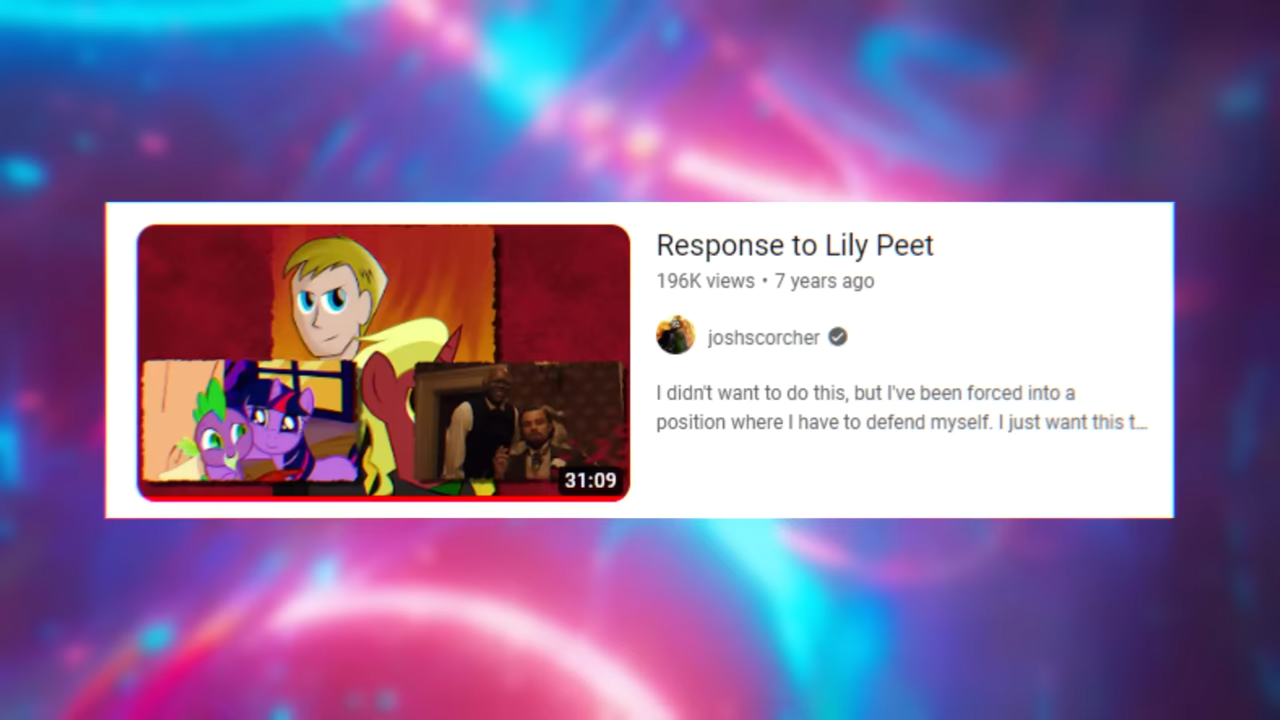 Response to Lily Peet
196K views • 7 years ago
joshscorcher
I didn't want to do this, but I've been forced into a
position where I have to defend myself. I just want this t...
31:09